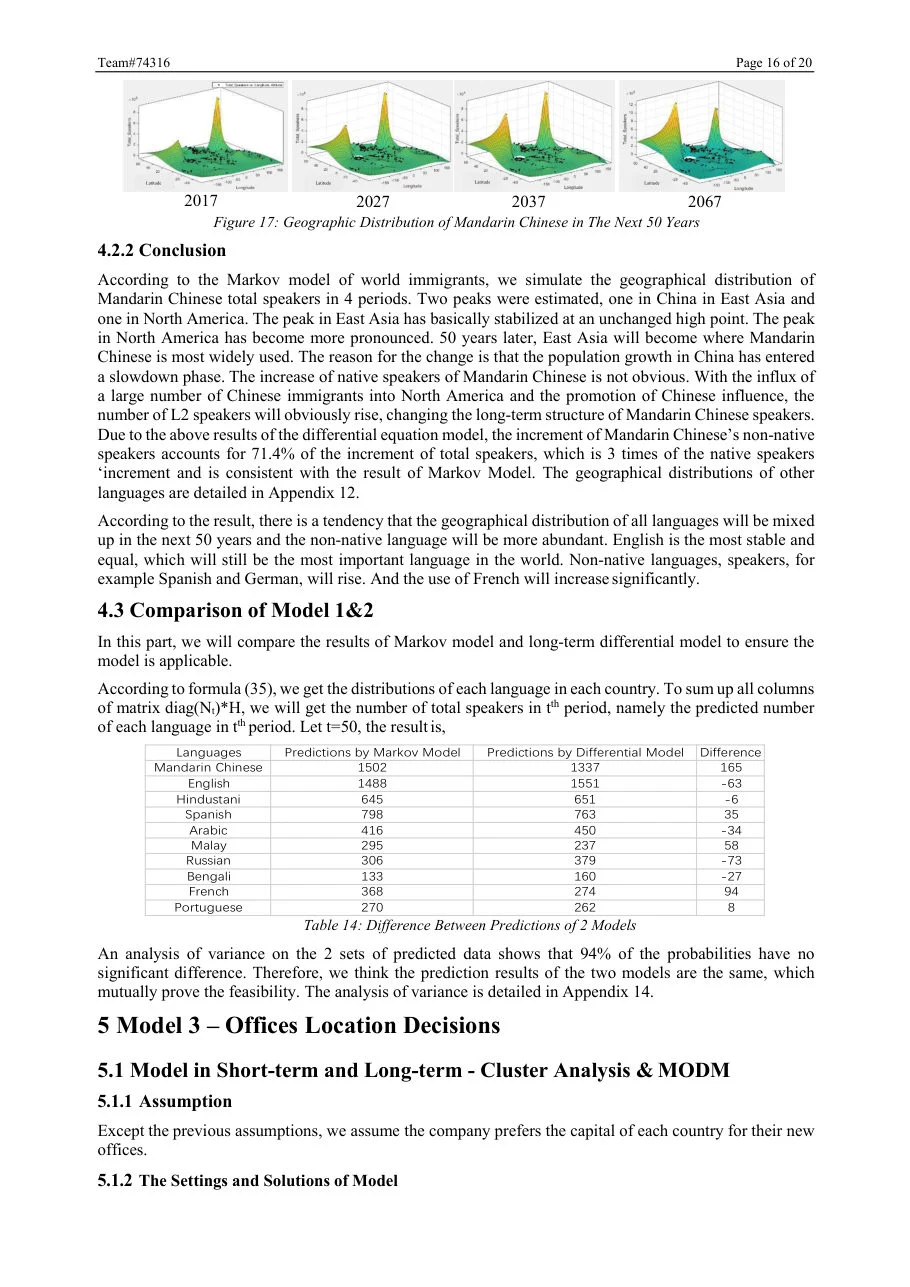 Team#74316 Page 16 of 20
Total_Speakers Latitude Longitude
Total_Speakers Latitude Longitude
Total_Speakers Latitude Longitude
Total_Speakers Latitude Longitude
2017 2027 2037 2067
Figure 17: Geographic Distribution of Mandarin Chinese in The Next 50 Years
4.2.2 Conclusion
According to the Markov model of world immigrants, we simulate the geographical distribution of
Mandarin Chinese total speakers in 4 periods. Two peaks were estimated, one in China in East Asia and
one in North America. The peak in East Asia has basically stabilized at an unchanged high point. The peak
in North America has become more pronounced. 50 years later, East Asia will become where Mandarin
Chinese is most widely used. The reason for the change is that the population growth in China has entered
a slowdown phase. The increase of native speakers of Mandarin Chinese is not obvious. With the influx of
a large number of Chinese immigrants into North America and the promotion of Chinese influence, the
number of L2 speakers will obviously rise, changing the long-term structure of Mandarin Chinese speakers.
Due to the above results of the differential equation model, the increment of Mandarin Chinese’s non-native
speakers accounts for 71.4% of the increment of total speakers, which is 3 times of the native speakers
‘increment and is consistent with the result of Markov Model. The geographical distributions of other
languages are detailed in Appendix 12.
According to the result, there is a tendency that the geographical distribution of all languages will be mixed
up in the next 50 years and the non-native language will be more abundant. English is the most stable and
equal, which will still be the most important language in the world. Non-native languages, speakers, for
example Spanish and German, will rise. And the use of French will increase significantly.
4.3 Comparison of Model 1&2
In this part, we will compare the results of Markov model and long-term differential model to ensure the
model is applicable.
According to formula (35), we get the distributions of each language in each country. To sum up all columns
of matrix diag(Nt)*H, we will get the number of total speakers in tth period, namely the predicted number
of each language in tth period. Let t=50, the result is,
Languages Predictions by Markov Model Predictions by Differential Model Difference
Mandarin Chinese 1502 1337 165
English 1488 1551 -63
Hindustani 645 651 -6
Spanish 798 763 35
Arabic 416 450 -34
Malay 295 237 58
Russian 306 379 -73
Bengali 133 160 -27
French 368 274 94
Portuguese 270 262 8
Table 14: Difference Between Predictions of 2 Models
An analysis of variance on the 2 sets of predicted data shows that 94% of the probabilities have no
significant difference. Therefore, we think the prediction results of the two models are the same, which
mutually prove the feasibility. The analysis of variance is detailed in Appendix 14.
5 Model 3 – Offices Location Decisions
5.1 Model in Short-term and Long-term - Cluster Analysis & MODM
5.1.1 Assumption
Except the previous assumptions, we assume the company prefers the capital of each country for their new
offices.
5.1.2 The Settings and Solutions of Model